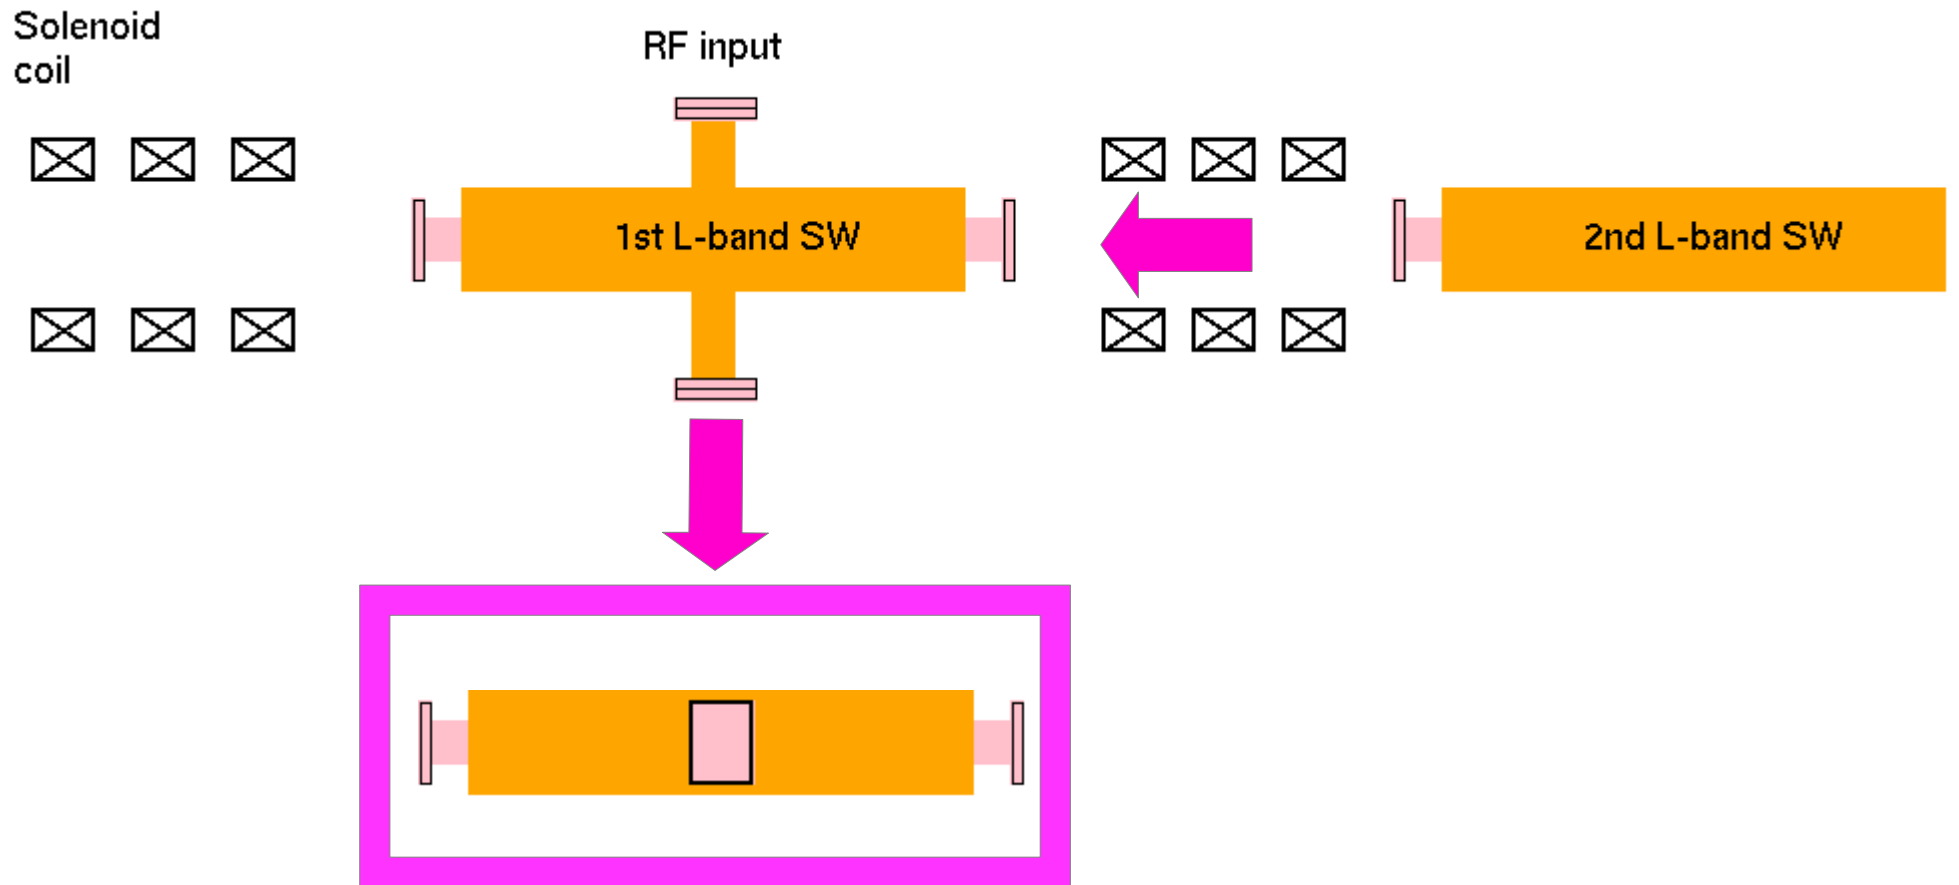 Solenoid
coil
RF input
1st L-band SW
2nd L-band SW